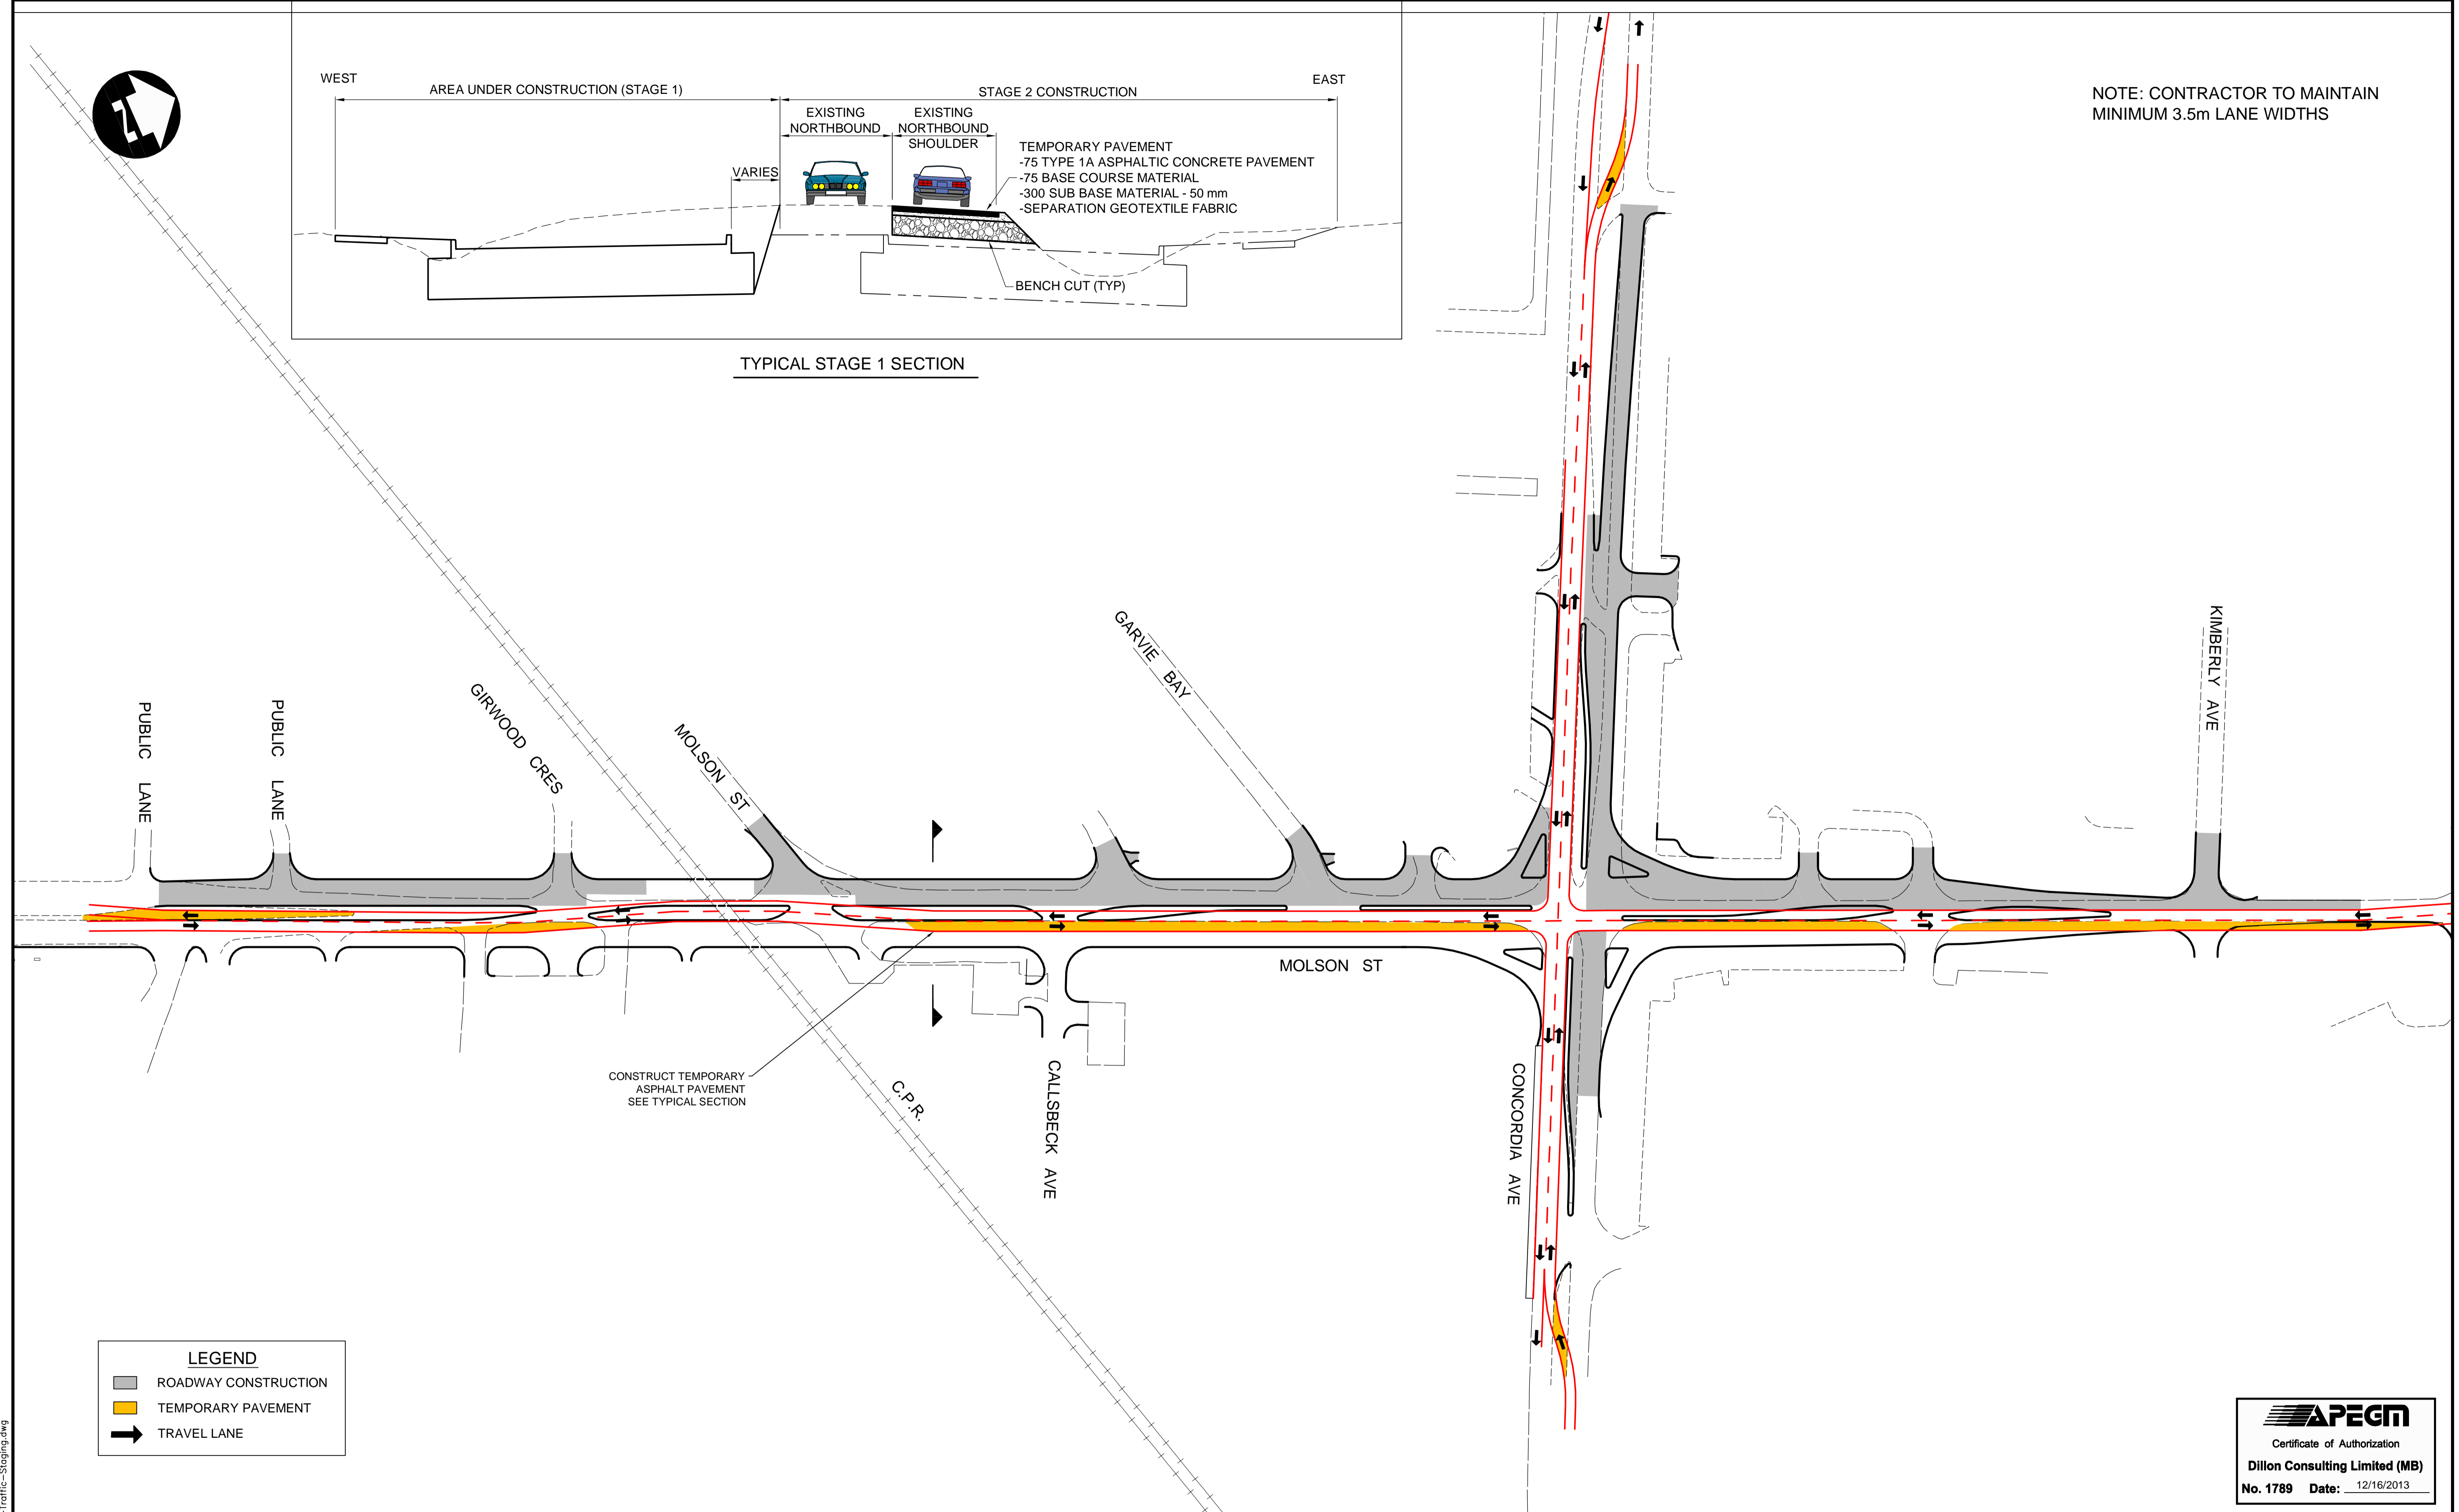 WEST
AREA UNDER CONSTRUCTION (STAGE 1)
STAGE 2 CONSTRUCTION
EAST
EXISTING
NORTHBOUND
EXISTING
NORTHBOUND
SHOULDER
VARIES
TEMPORARY PAVEMENT
-75 TYPE 1A ASPHALTIC CONCRETE PAVEMENT
-75 BASE COURSE MATERIAL
-300 SUB BASE MATERIAL - 50 mm
-SEPARATION GEOTEXTILE FABRIC
BENCH CUT (TYP)
TYPICAL STAGE 1 SECTION
NOTE: CONTRACTOR TO MAINTAIN
MINIMUM 3.5m LANE WIDTHS
PUBLIC LANE
PUBLIC LANE
GIRWOOD CRES
MOLSON ST
GARVIE BAY
KIMBERLY AVE
MOLSON ST
CONSTRUCT TEMPORARY
ASPHALT PAVEMENT
SEE TYPICAL SECTION
C.P.R.
CALLSBECK AVE
CONCORDIA AVE
LEGEND
ROADWAY CONSTRUCTION
TEMPORARY PAVEMENT
TRAVEL LANE
APEGM
Certificate of Authorization
Dillon Consulting Limited (MB)
No. 1789 Date: 12/16/2013
-Traffic-Staging.dwg